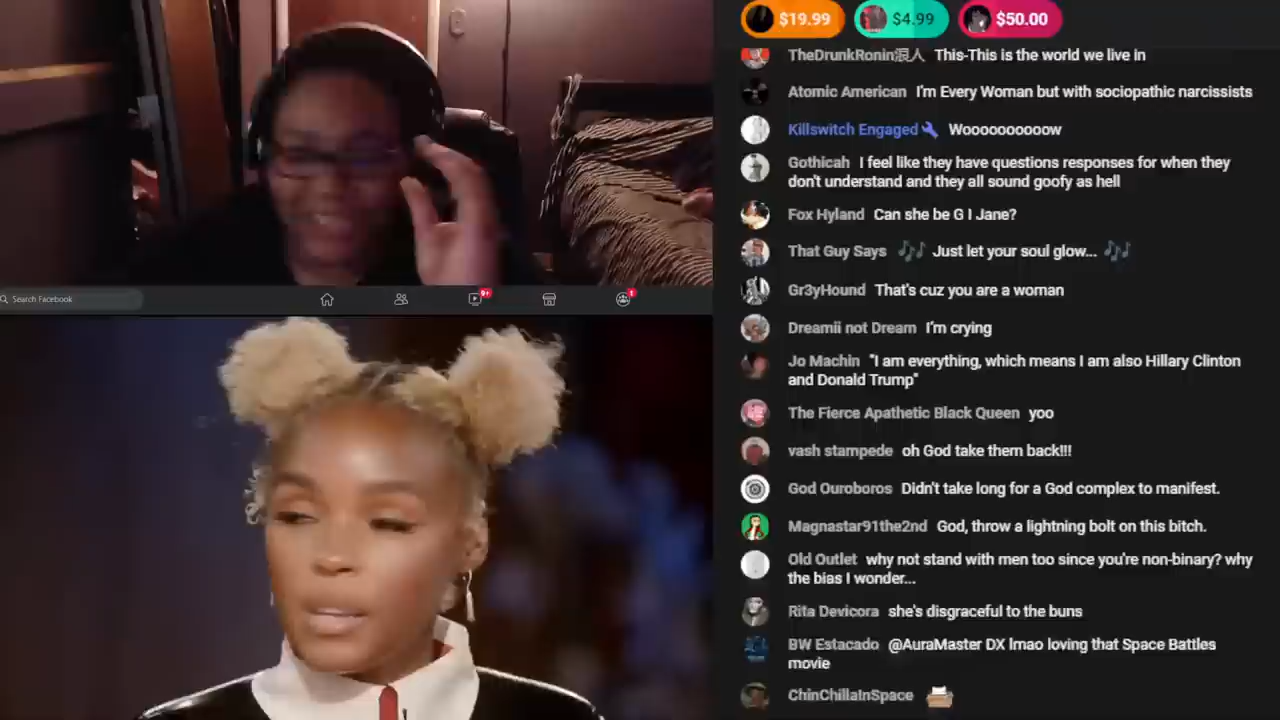 $19.99 $4.99 $50.00
TheDrunkRonin浪人 This-This is the world we live in
Atomic American I'm Every Woman but with sociopathic narcissists
Killswitch Engaged Woooooooooow
Gothicah I feel like they have questions responses for when they
don't understand and they all sound goofy as hell
Fox Hyland Can she be G I Jane?
That Guy Says 🎶 Just let your soul glow... 🎶
Gr3yHound That's cuz you are a woman
Dreamii not Dream I'm crying
Jo Machin "I am everything, which means I am also Hillary Clinton
and Donald Trump"
The Fierce Apathetic Black Queen yoo
vash stampede oh God take them back!!!
God Ouroboros Didn't take long for a God complex to manifest.
Magnastar91the2nd God, throw a lightning bolt on this bitch.
Old Outlet why not stand with men too since you're non-binary? why
the bias I wonder...
Rita Devicora she's disgraceful to the buns
BW Estacado @AuraMaster DX lmao loving that Space Battles
movie
ChinChillaInSpace
Search Facebook
9+
1